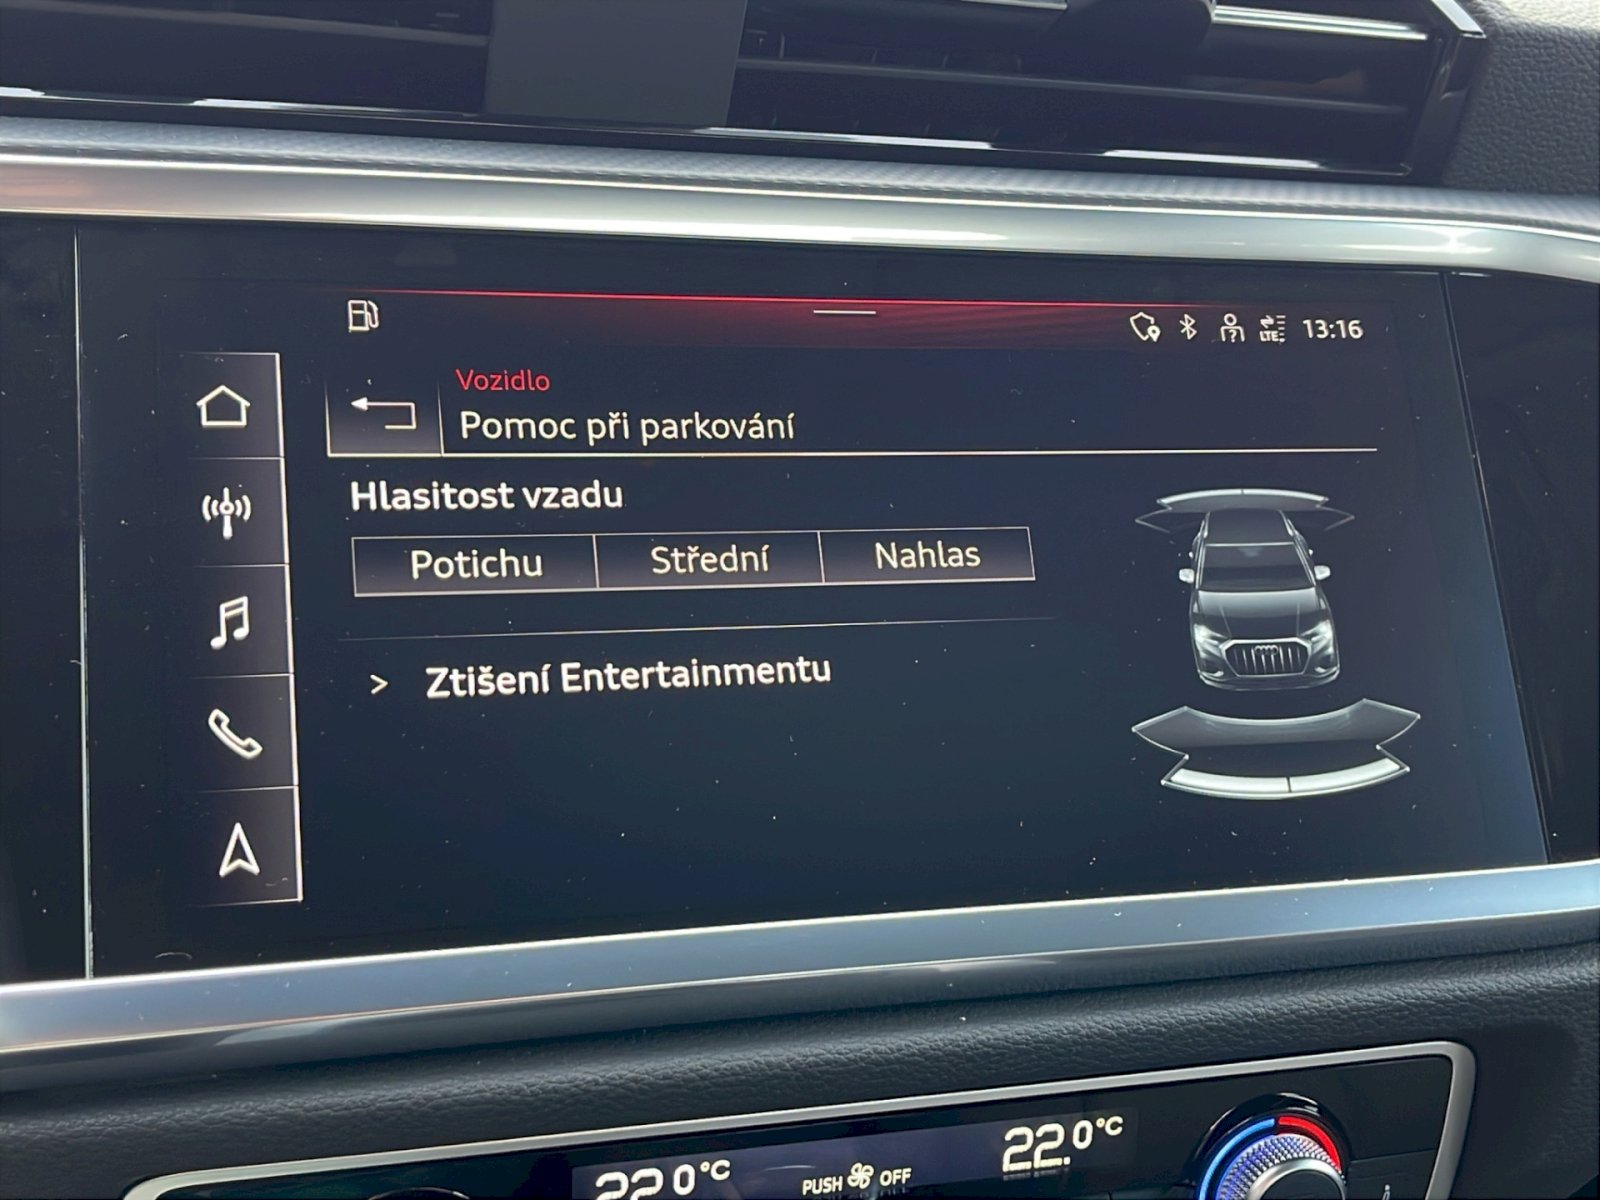 LTE
13:16
Vozidlo
Pomoc při parkování
Hlasitost vzadu
Potichu Střední Nahlas
> Ztišení Entertainmentu
22.0°C
22.0°C PUSH OFF